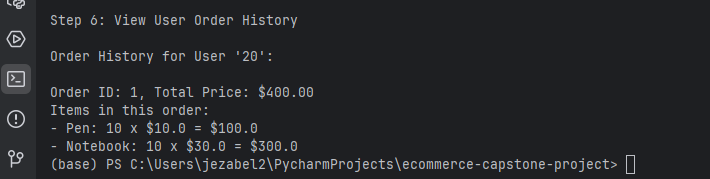 Step 6: View User Order History
Order History for User '20':
Order ID: 1, Total Price: $400.00
Items in this order:
- Pen: 10 x $10.0 = $100.0
- Notebook: 10 x $30.0 = $300.0
(base) PS C:\Users\jezabel2\PycharmProjects\ecommerce-capstone-project>